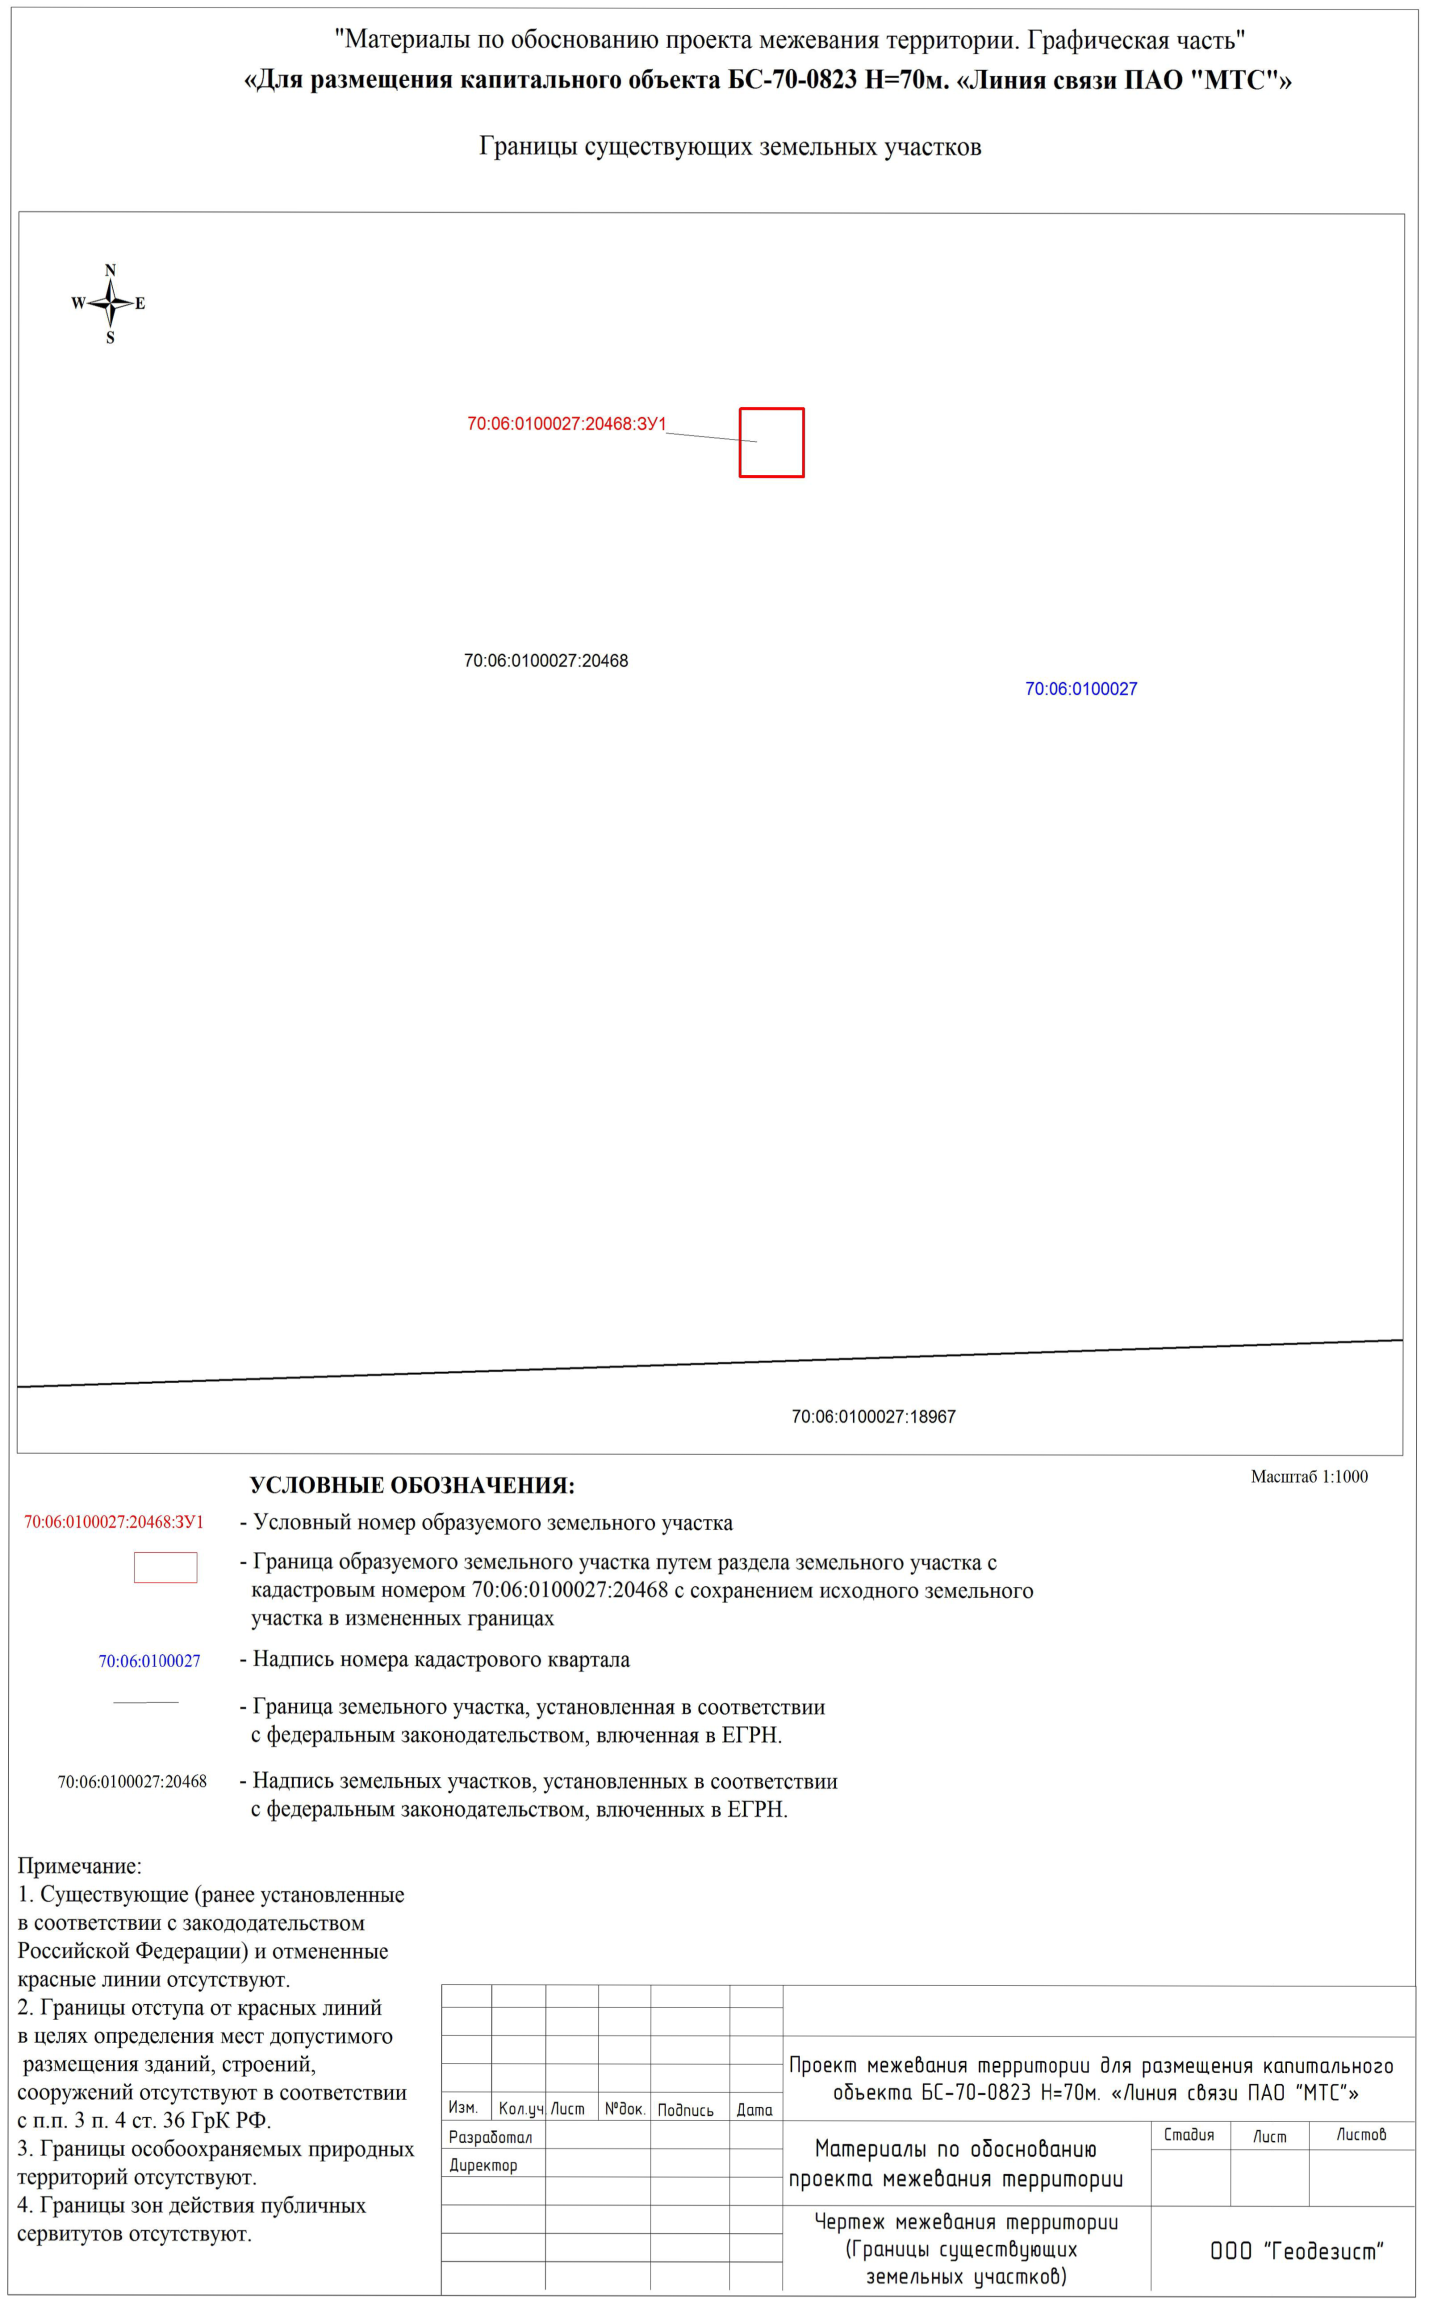 "Материалы по обоснованию проекта межевания территории. Графическая часть"
«Для размещения капитального объекта БС-70-0823 Н=70м. «Линия связи ПАО "МТС"»
Границы существующих земельных участков
N
W E
S
70:06:0100027:20468:ЗУ1
70:06:0100027:20468
70:06:0100027
70:06:0100027:18967
Масштаб 1:1000
УСЛОВНЫЕ ОБОЗНАЧЕНИЯ:
70:06:0100027:20468:ЗУ1 - Условный номер образуемого земельного участка
- Граница образуемого земельного участка путем раздела земельного участка с
кадастровым номером 70:06:0100027:20468 с сохранением исходного земельного
участка в измененных границах
70:06:0100027 - Надпись номера кадастрового квартала
- Граница земельного участка, установленная в соответствии
с федеральным законодательством, влюченная в ЕГРН.
70:06:0100027:20468 - Надпись земельных участков, установленных в соответствии
с федеральным законодательством, влюченных в ЕГРН.
Примечание:
1. Существующие (ранее установленные
в соответствии с закододательством
Российской Федерации) и отмененные
красные линии отсутствуют.
2. Границы отступа от красных линий
в целях определения мест допустимого
размещения зданий, строений,
сооружений отсутствуют в соответствии
с п.п. 3 п. 4 ст. 36 ГрК РФ.
3. Границы особоохраняемых природных
территорий отсутствуют.
4. Границы зон действия публичных
сервитутов отсутствуют.
Проект межевания территории для размещения капитального
объекта БС-70-0823 Н=70м. «Линия связи ПАО "МТС"»
Изм. Кол.уч Лист №док. Подпись Дата
Разработал
Директор
Материалы по обоснованию
проекта межевания территории
Стадия Лист Листов
Чертеж межевания территории
(Границы существующих
земельных участков)
ООО "Геодезист"